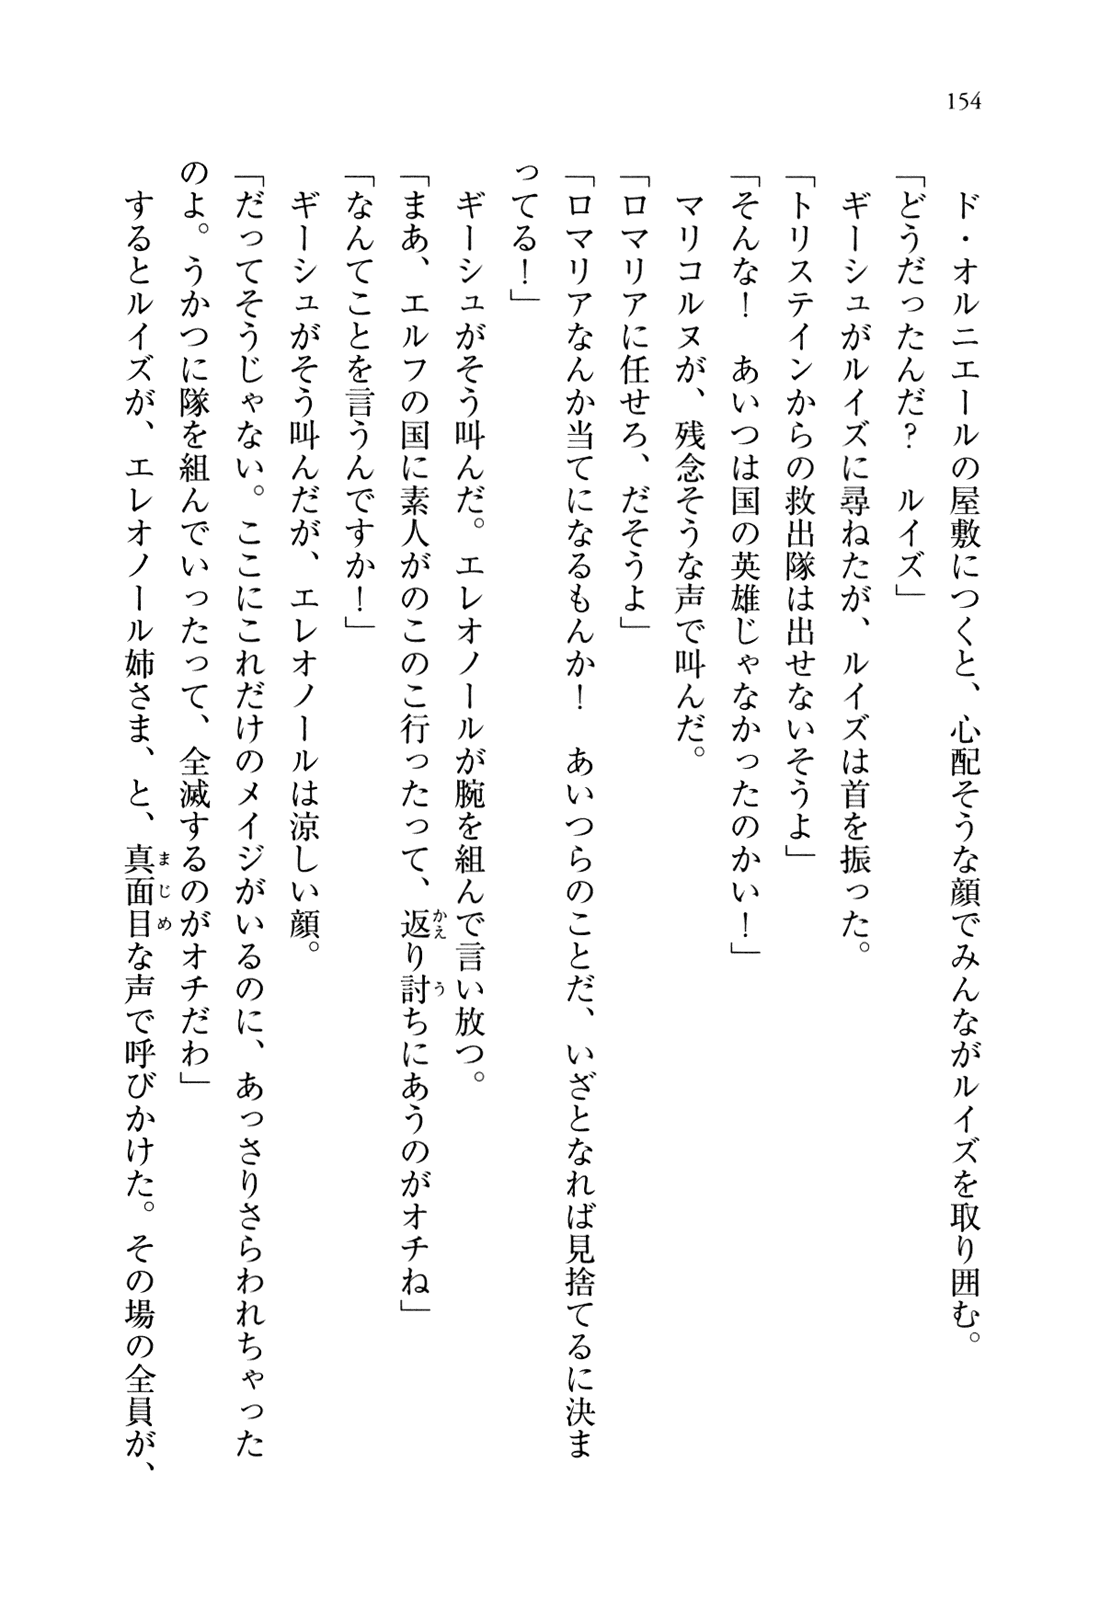 154
　ド・オルニエールの屋敷につくと、心配そうな顔でみんながルイズを取り囲む。
「どうだったんだ？　ルイズ」
　ギーシュがルイズに尋ねたが、ルイズは首を振った。
「トリステインからの救出隊は出せないそうよ」
「そんな！　あいつは国の英雄じゃなかったのかい！」
　マリコルヌが、残念そうな声で叫んだ。
「ロマリアに任せろ、だそうよ」
「ロマリアなんか当てになるもんか！　あいつらのことだ、いざとなれば見捨てるに決ま
ってる！」
　ギーシュがそう叫んだ。エレオノールが腕を組んで言い放つ。
「まあ、エルフの国に素人がのこのこ行ったって、返り討ちにあうのがオチね」
「なんてことを言うんですか！」
　ギーシュがそう叫んだが、エレオノールは涼しい顔。
「だってそうじゃない。ここにこれだけのメイジがいるのに、あっさりさらわれちゃった
のよ。うかつに隊を組んでいったって、全滅するのがオチだわ」
　するとルイズが、エレオノール姉さま、と、真面目な声で呼びかけた。その場の全員が、